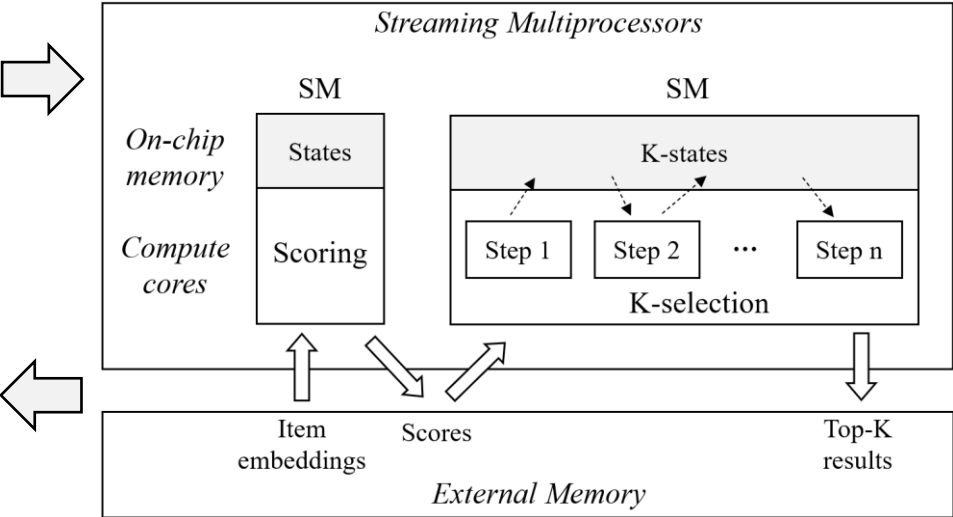 Streaming Multiprocessors
SM
SM
On-chip
memory
States
K-states
Compute
cores
Scoring
Step 1
Step 2
...
Step n
K-selection
Item
embeddings
Scores
Top-K
results
External Memory